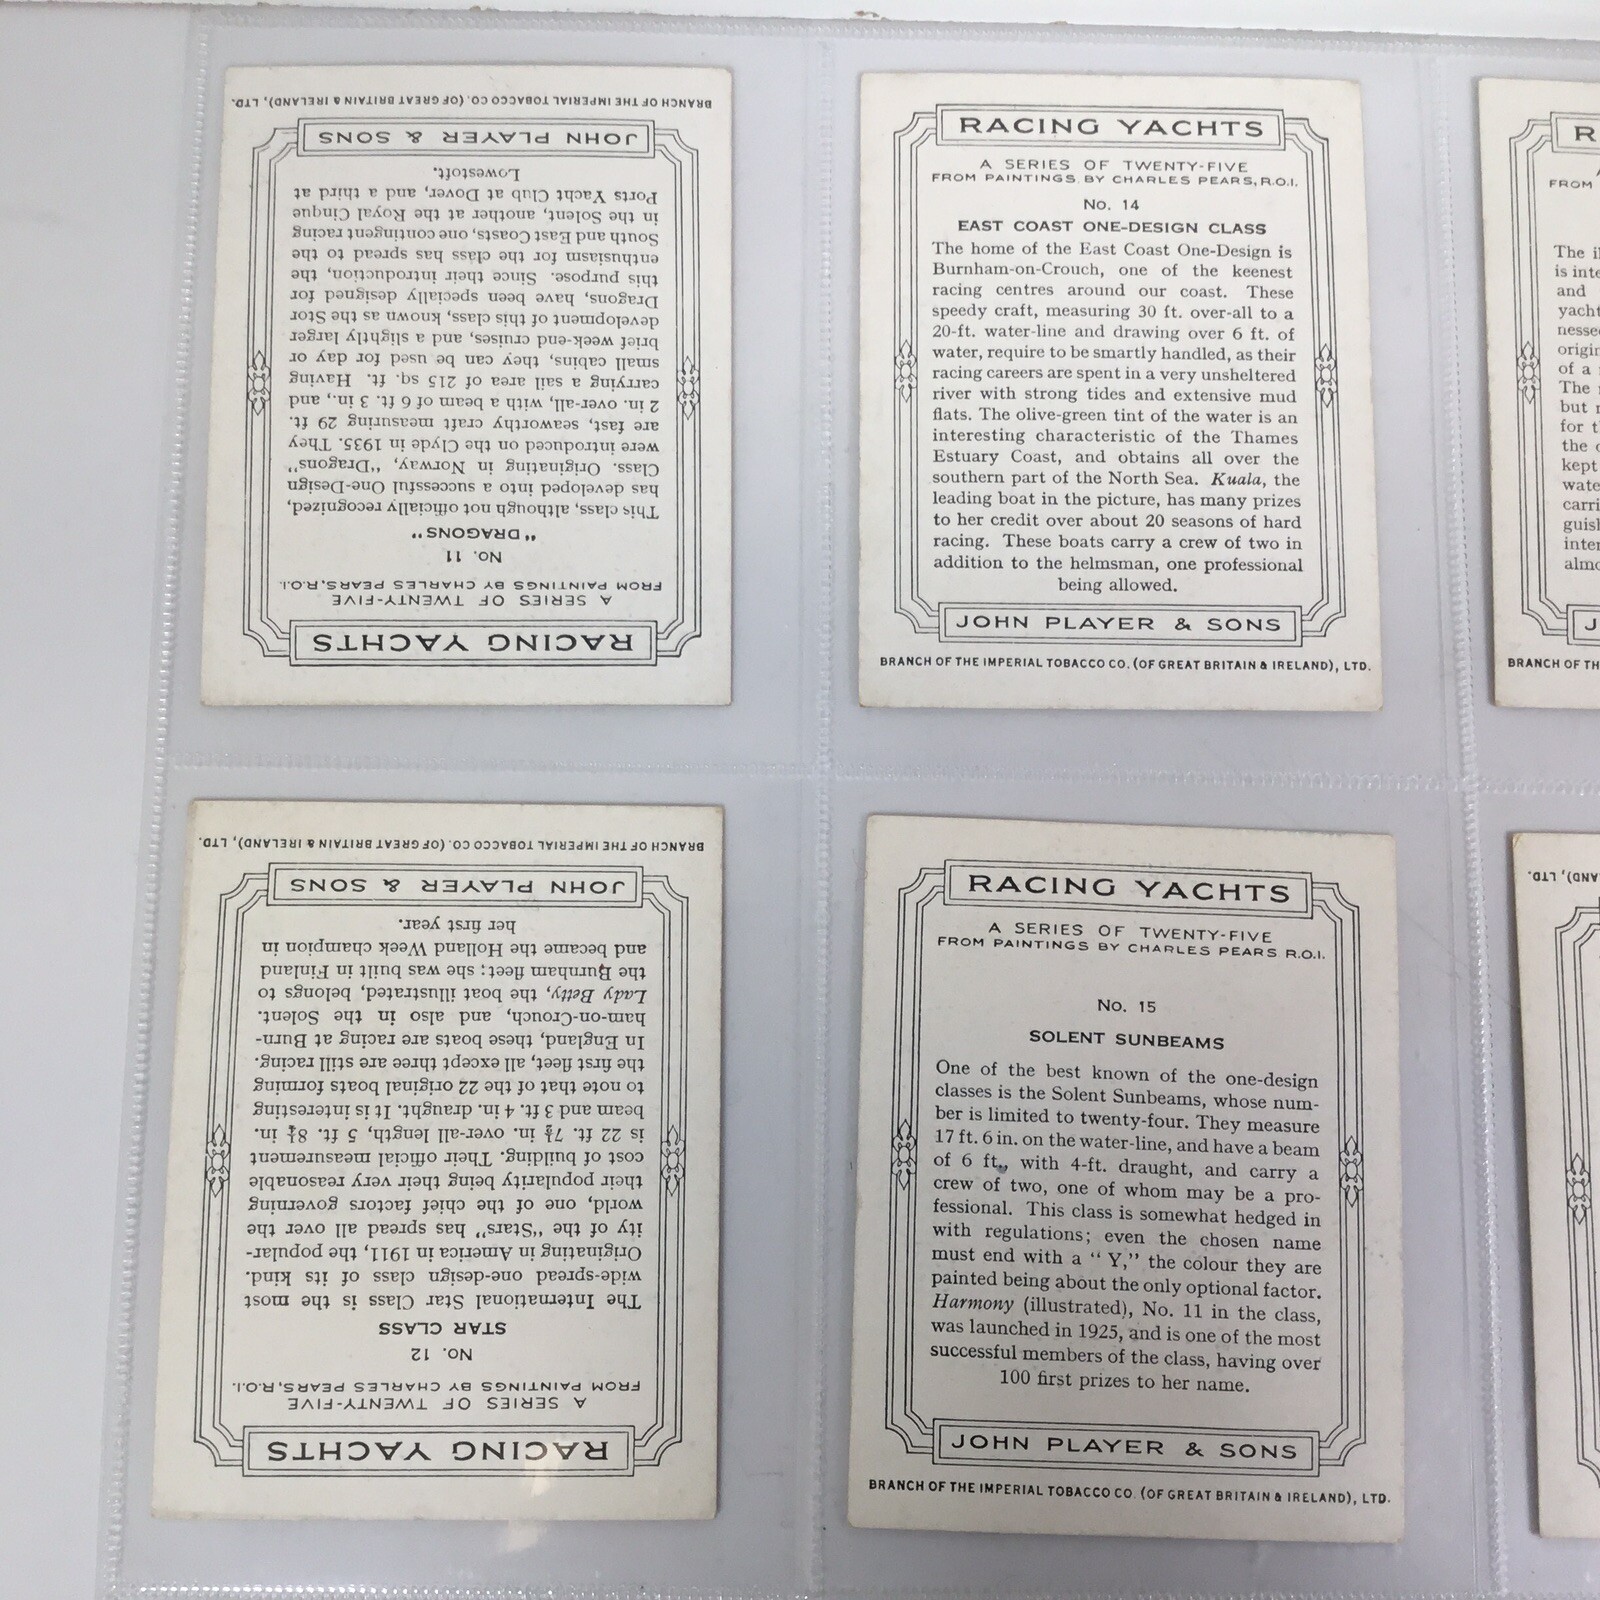 RACING YACHTS
A SERIES OF TWENTY-FIVE
FROM PAINTINGS BY CHARLES PEARS, R.O.I.
No. 11
"DRAGONS"
This class, although not officially recognized,
has developed into a successful One-Design
Class. Originating in Norway, "Dragons"
were introduced on the Clyde in 1935. They
are fast, seaworthy craft measuring 29 ft.
2 in. over-all, with a beam of 6 ft. 3 in., and
carrying a sail area of 215 sq. ft. Having
small cabins, they can be used for day or
brief week-end cruises, and a slightly larger
development of this class, known as the Stor
Dragons, have been specially designed for
this purpose. Since their introduction, the
enthusiasm for the class has spread to the
South and East Coasts, one contingent racing
in the Solent, another at the Royal Cinque
Ports Yacht Club at Dover, and a third at
Lowestoft.
JOHN PLAYER & SONS
BRANCH OF THE IMPERIAL TOBACCO CO. (OF GREAT BRITAIN & IRELAND), LTD.
RACING YACHTS
A SERIES OF TWENTY-FIVE
FROM PAINTINGS BY CHARLES PEARS, R.O.I.
No. 14
EAST COAST ONE-DESIGN CLASS
The home of the East Coast One-Design is
Burnham-on-Crouch, one of the keenest
racing centres around our coast. These
speedy craft, measuring 30 ft. over-all to a
20-ft. water-line and drawing over 6 ft. of
water, require to be smartly handled, as their
racing careers are spent in a very unsheltered
river with strong tides and extensive mud
flats. The olive-green tint of the water is an
interesting characteristic of the Thames
Estuary Coast, and obtains all over the
southern part of the North Sea. Kuala, the
leading boat in the picture, has many prizes
to her credit over about 20 seasons of hard
racing. These boats carry a crew of two in
addition to the helmsman, one professional
being allowed.
JOHN PLAYER & SONS
BRANCH OF THE IMPERIAL TOBACCO CO. (OF GREAT BRITAIN & IRELAND), LTD.
R
FROM
The
is
and
yacht
of a
The
but
for
the
kept
BRANCH OF
RACING YACHTS
A SERIES OF TWENTY-FIVE
FROM PAINTINGS BY CHARLES PEARS, R.O.I.
No. 12
STAR CLASS
The International Star Class is the most
wide-spread one-design class of its kind.
Originating in America in 1911, the popular-
ity of the "Stars" has spread all over the
world, one of the chief factors governing
their popularity being their very reasonable
cost of building. Their official measurement
is 22 ft. 7½ in. over-all length, 5 ft. 8¼ in.
beam and 3 ft. 4 in. draught. It is interesting
to note that of the 22 original boats forming
the first fleet, all except three are still racing.
In England, these boats are racing at Burn-
ham-on-Crouch, and also in the Solent.
Lady Betty, the boat illustrated, belongs to
the Burnham fleet; she was built in Finland
and became the Holland Week champion in
her first year.
JOHN PLAYER & SONS
BRANCH OF THE IMPERIAL TOBACCO CO. (OF GREAT BRITAIN & IRELAND), LTD.
RACING YACHTS
A SERIES OF TWENTY-FIVE
FROM PAINTINGS BY CHARLES PEARS R.O.I.
No. 15
SOLENT SUNBEAMS
One of the best known of the one-design
classes is the Solent Sunbeams, whose num-
ber is limited to twenty-four. They measure
17 ft. 6 in. on the water-line, and have a beam
of 6 ft., with 4-ft. draught, and carry a
crew of two, one of whom may be a pro-
fessional. This class is somewhat hedged in
with regulations; even the chosen name
must end with a "Y," the colour they are
painted being about the only optional factor.
Harmony (illustrated), No. 11 in the class,
was launched in 1925, and is one of the most
successful members of the class, having over
100 first prizes to her name.
JOHN PLAYER & SONS
BRANCH OF THE IMPERIAL TOBACCO CO. (OF GREAT BRITAIN & IRELAND), LTD.
LTD.